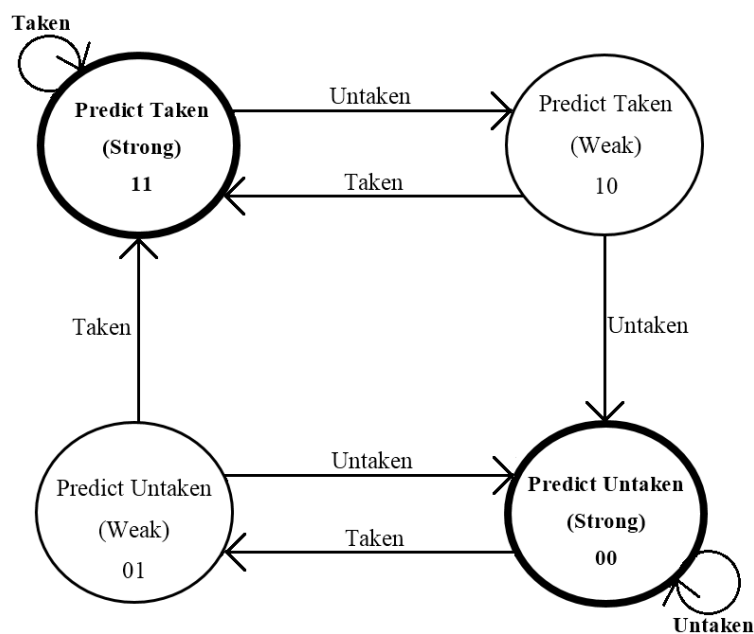 Taken
Predict Taken
(Strong)
11
Untaken
Predict Taken
(Weak)
10
Taken
Taken
Untaken
Predict Untaken
(Weak)
01
Untaken
Predict Untaken
(Strong)
00
Taken
Untaken